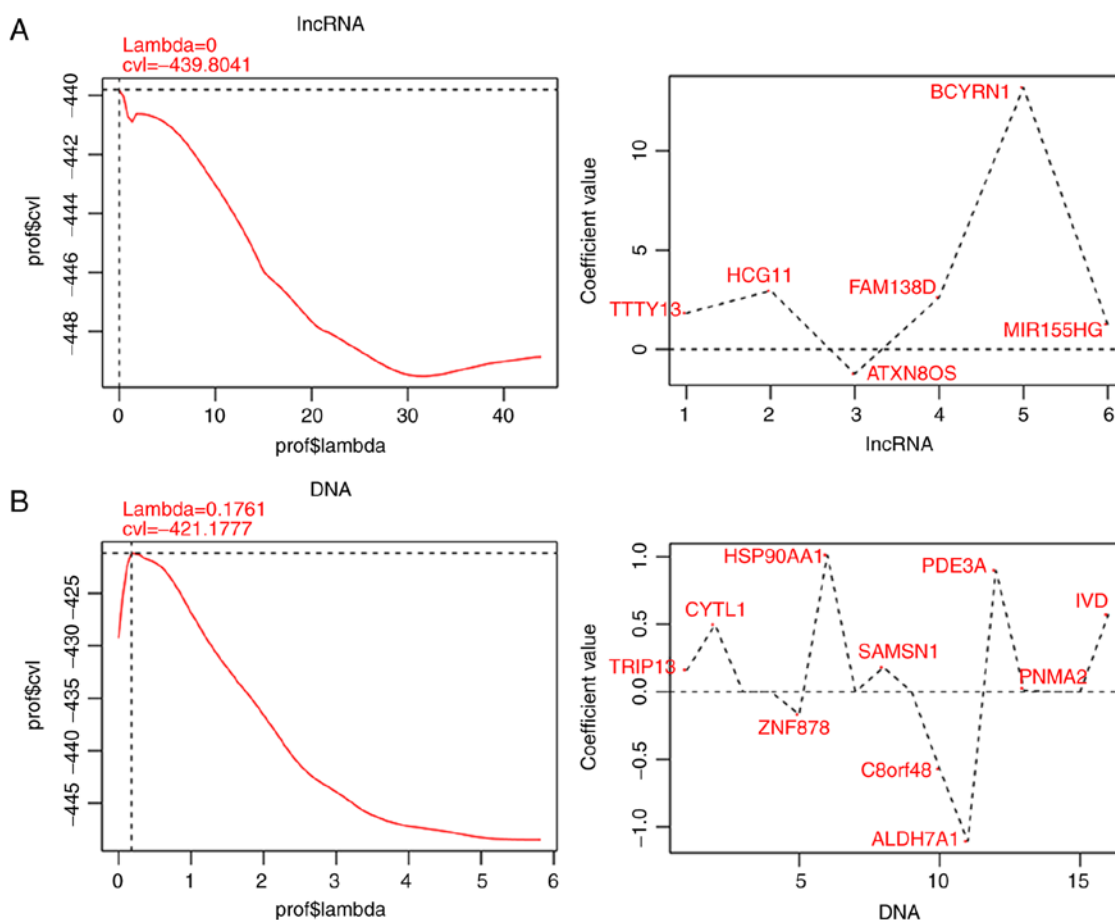 A
lncRNA
Lambda=0
cvl=−439.8041
−440
−442
−444
−446
−448
prof$cvl
0
10
20
30
40
prof$lambda
BCYRN1
HCG11
FAM138D
TTTY13
MIR155HG
ATXN8OS
10
5
0
Coefficient value
1
2
3
4
5
6
lncRNA
B
DNA
Lambda=0.1761
cvl=−421.1777
−425
−430
−435
−440
−445
prof$cvl
0
1
2
3
4
5
6
prof$lambda
HSP90AA1
PDE3A
CYTL1
IVD
SAMSN1
TRIP13
PNMA2
ZNF878
C8orf48
ALDH7A1
1.0
0.5
0.0
−0.5
−1.0
Coefficient value
5
10
15
DNA